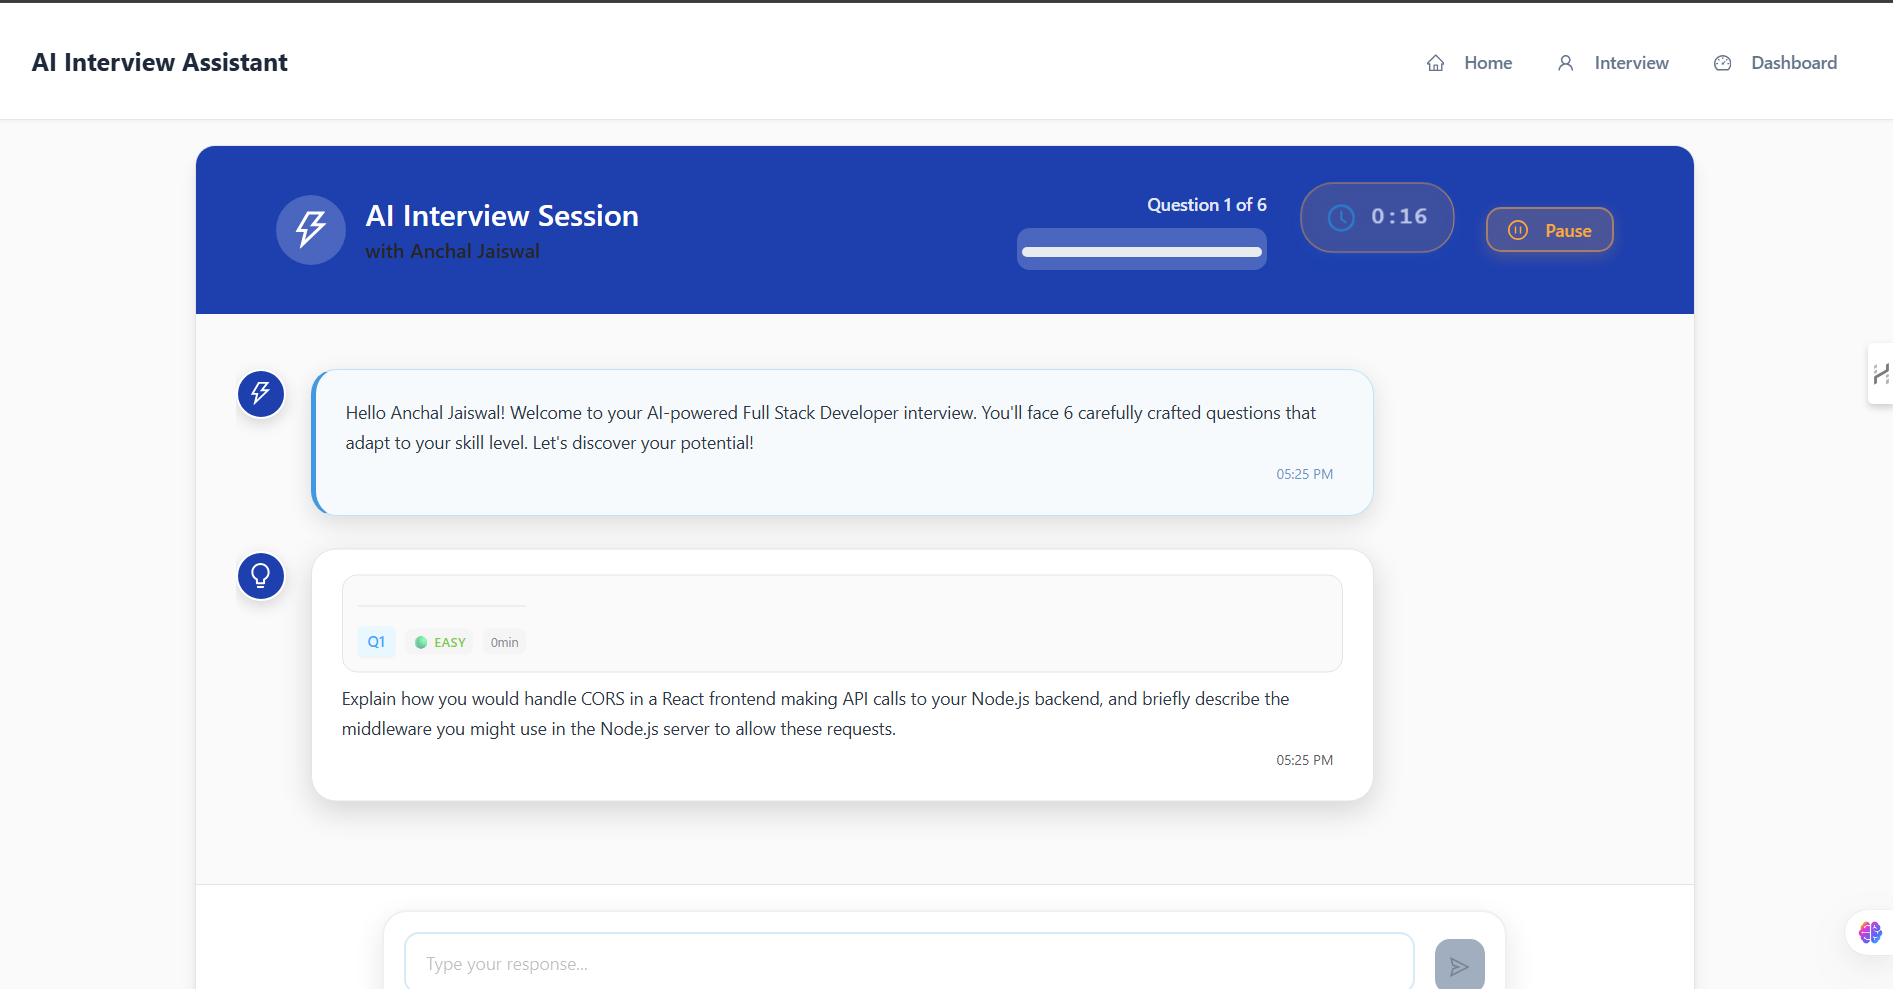 AI Interview Assistant
Home
Interview
Dashboard
AI Interview Session
with Anchal Jaiswal
Question 1 of 6
0:16
Pause
Hello Anchal Jaiswal! Welcome to your AI-powered Full Stack Developer interview. You'll face 6 carefully crafted questions that
adapt to your skill level. Let's discover your potential!
05:25 PM
Q1
EASY
0min
Explain how you would handle CORS in a React frontend making API calls to your Node.js backend, and briefly describe the
middleware you might use in the Node.js server to allow these requests.
05:25 PM
Type your response...